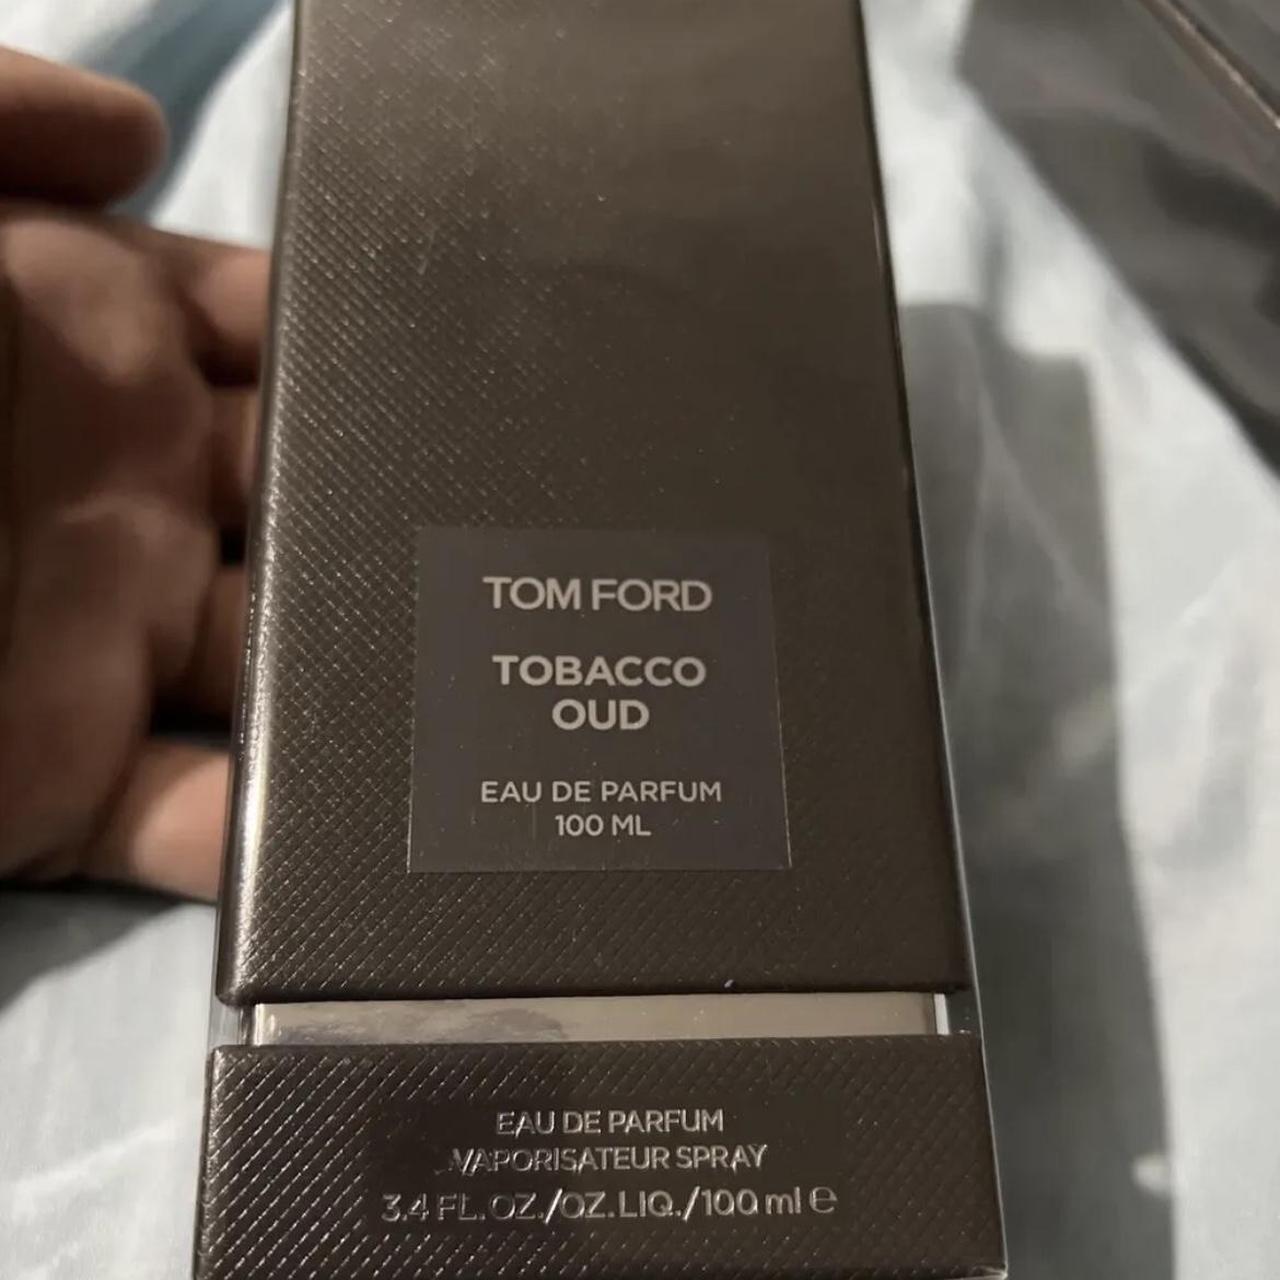 TOM FORD
TOBACCO
OUD
EAU DE PARFUM
100 ML
EAU DE PARFUM
VAPORISATEUR SPRAY
3.4 FL. OZ./OZ.LIQ./100 ml ℮